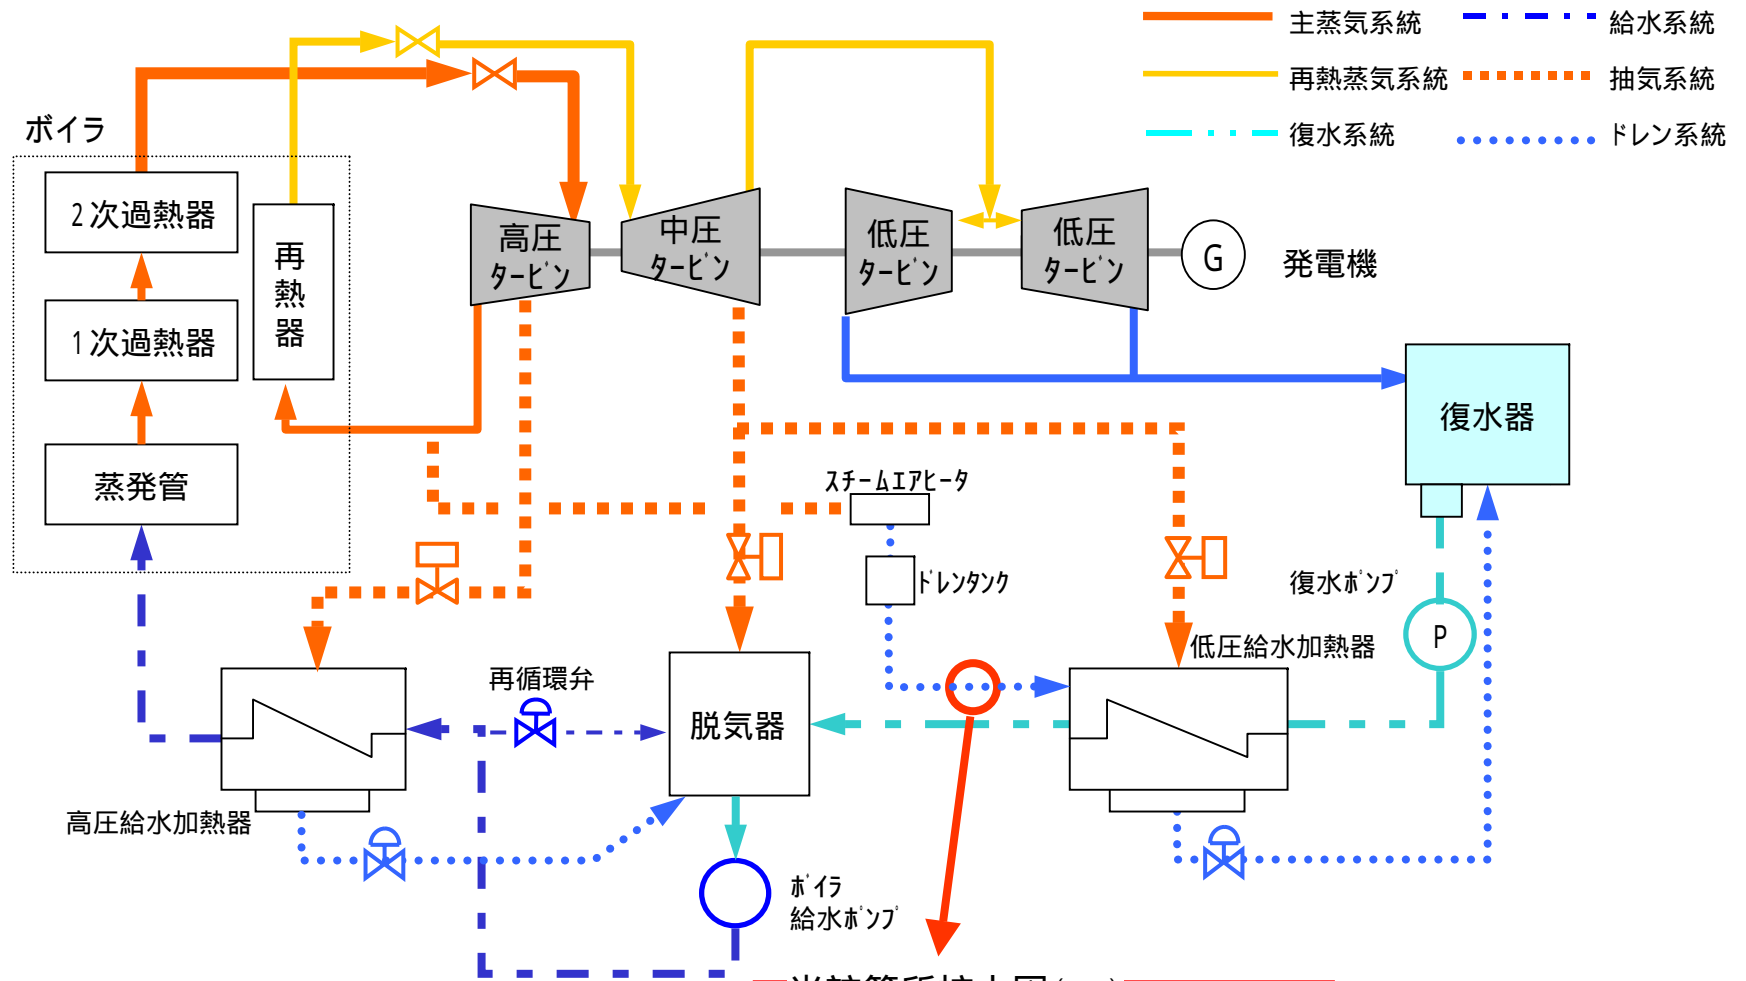 主蒸気系統
給水系統
再熱蒸気系統
抽気系統
復水系統
ドレン系統
ボイラ
2次過熱器
再熱器
1次過熱器
蒸発管
高圧
ﾀｰﾋﾞﾝ
中圧
ﾀｰﾋﾞﾝ
低圧
ﾀｰﾋﾞﾝ
低圧
ﾀｰﾋﾞﾝ
G
発電機
復水器
ｽﾁｰﾑｴｱﾋｰﾀ
ﾄﾞﾚﾝﾀﾝｸ
復水ﾎﾟﾝﾌﾟ
P
低圧給水加熱器
再循環弁
脱気器
高圧給水加熱器
ﾎﾞｲﾗ
給水ﾎﾟﾝﾌﾟ